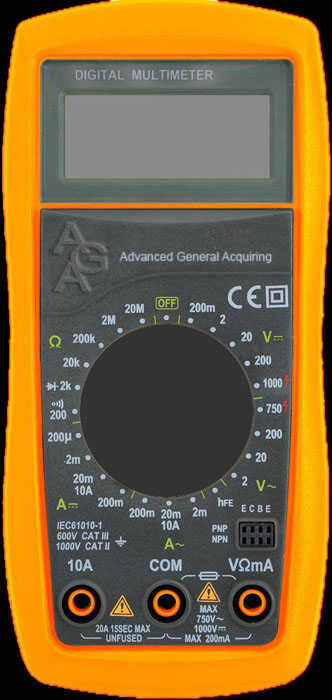 DIGITAL MULTIMETER
AGA
Advanced General Acquiring
CE
OFF
20M
200m
2M
2
Ω
200k
20
V
20k
200
2k
1000
200
750
200µ
200
2m
20
20m
10A
2
V~
200m
hFE
A
200m
20m
10A
2m
A~
E C B E
PNP
NPN
IEC61010-1
600V CAT III
1000V CAT II
10A
COM
VΩmA
20A 15SEC MAX
UNFUSED
MAX
750V~
1000V
MAX 200mA